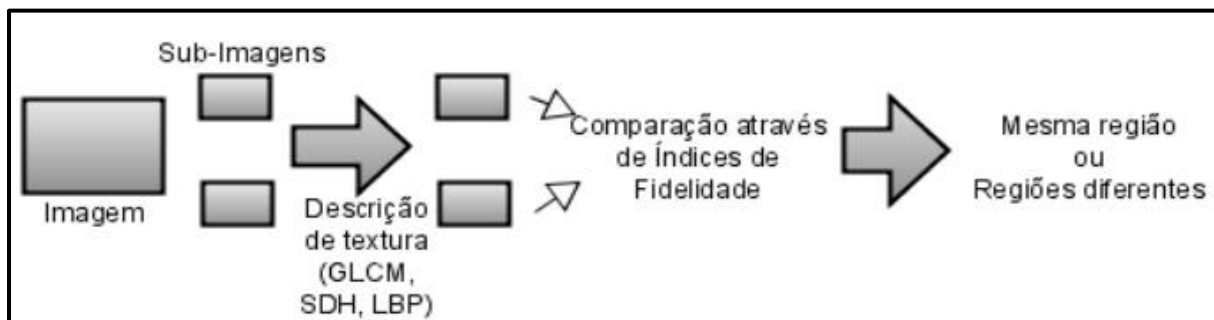 Sub-Imagens
Imagem
Descrição
de textura
(GLCM,
SDH, LBP)
Comparação através
de Índices de
Fidelidade
Mesma região
ou
Regiões diferentes